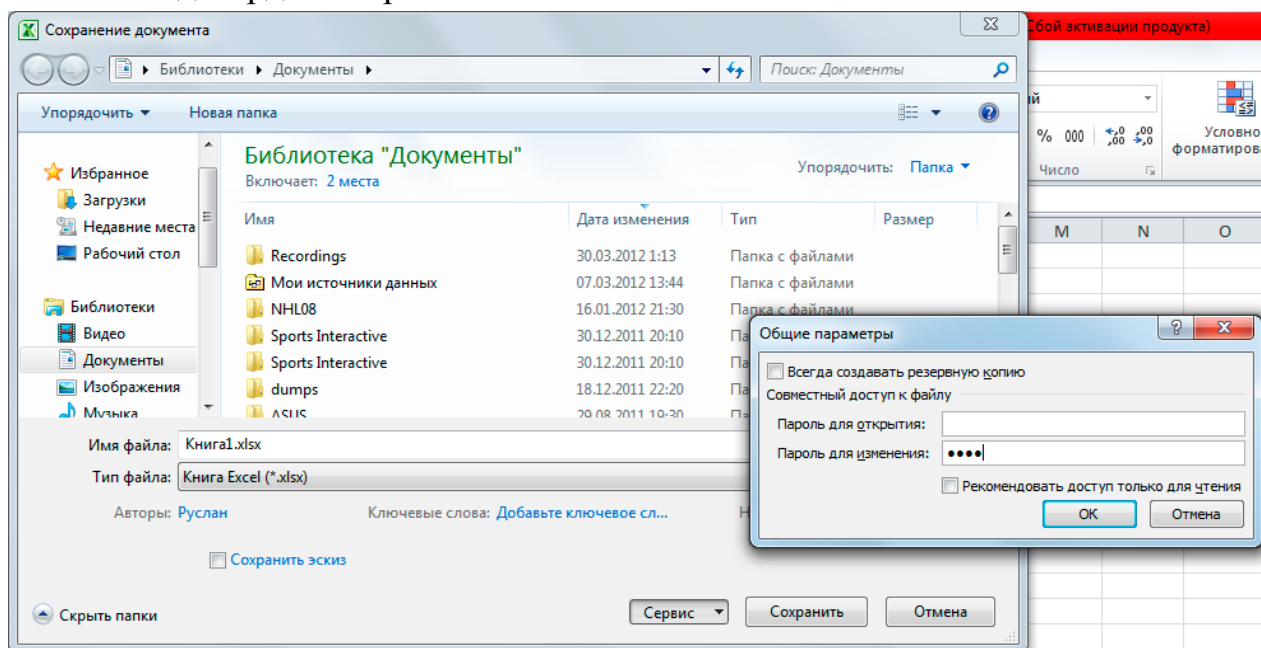 Сохранение документа
Сбой активации продукта)
Библиотеки ▸ Документы ▸
Поиск: Документы
Упорядочить
Новая папка
% 000
Условно
форматиров
Число
Избранное
Загрузки
Недавние места
Рабочий стол
Библиотеки
Видео
Документы
Изображения
Музыка
Библиотека "Документы"
Включает: 2 места
Упорядочить: Папка
Имя Дата изменения Тип Размер
Recordings 30.03.2012 1:13 Папка с файлами
Мои источники данных 07.03.2012 13:44 Папка с файлами
NHL08 16.01.2012 21:30 Папка с файлами
Sports Interactive 30.12.2011 20:10 Па
Sports Interactive 30.12.2011 20:10 Па
dumps 18.12.2011 22:20 Па
ASUS 29.08.2011 19:30
M N O
Общие параметры
Всегда создавать резервную копию
Совместный доступ к файлу
Пароль для открытия:
Пароль для изменения: ••••
Рекомендовать доступ только для чтения
ОК Отмена
Имя файла: Книга1.xlsx
Тип файла: Книга Excel (*.xlsx)
Авторы: Руслан Ключевые слова: Добавьте ключевое сл... Н
Сохранить эскиз
Скрыть папки
Сервис Сохранить Отмена